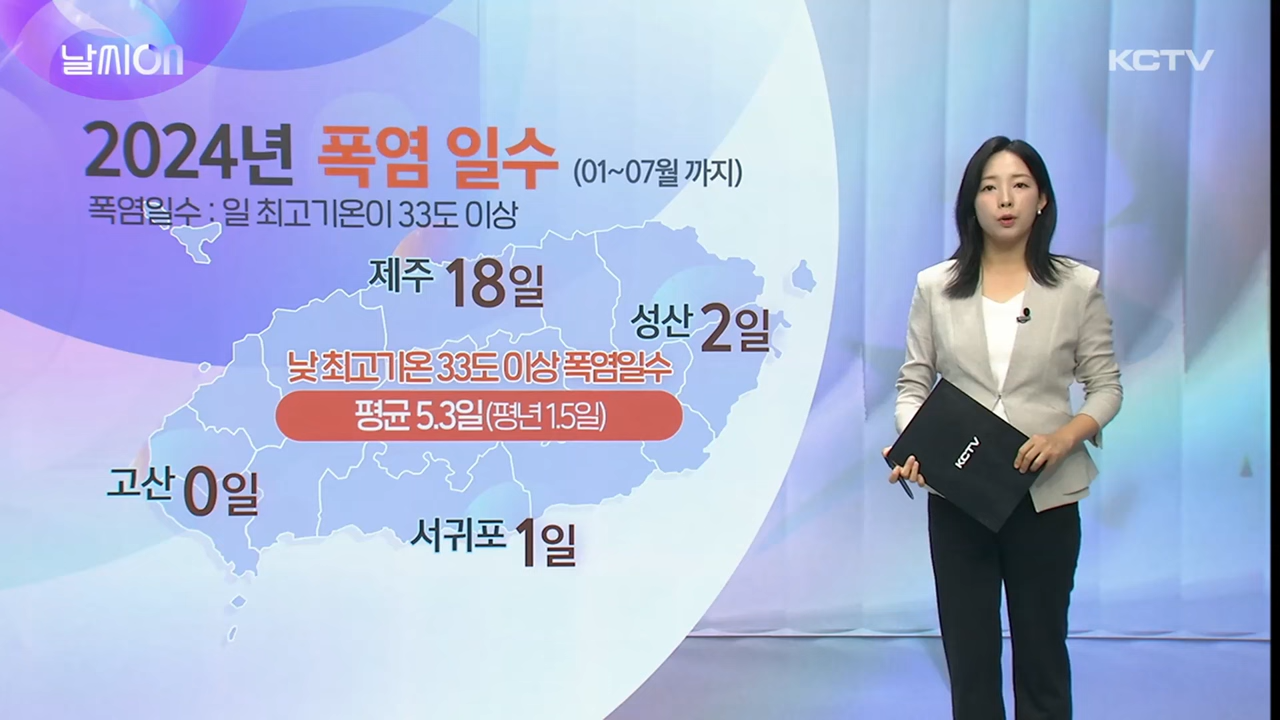 날씨On
KCTV
2024년 폭염 일수 (01~07월 까지)
폭염일수 : 일 최고기온이 33도 이상
제주 18일
성산 2일
낮 최고기온 33도 이상 폭염일수
평균 5.3일(평년 1.5일)
고산 0일
서귀포 1일
KCTV